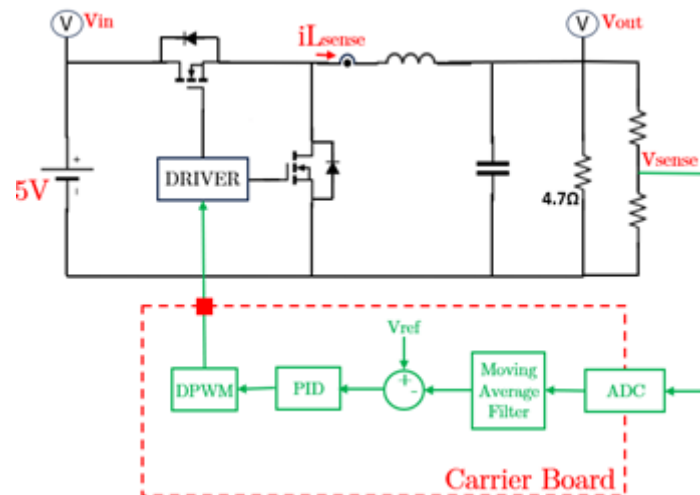 V
Vin
iLsense
V
Vout
+
-
5V
DRIVER
4.7Ω
Vsense
Vref
+
-
DPWM
PID
Moving
Average
Filter
ADC
Carrier Board